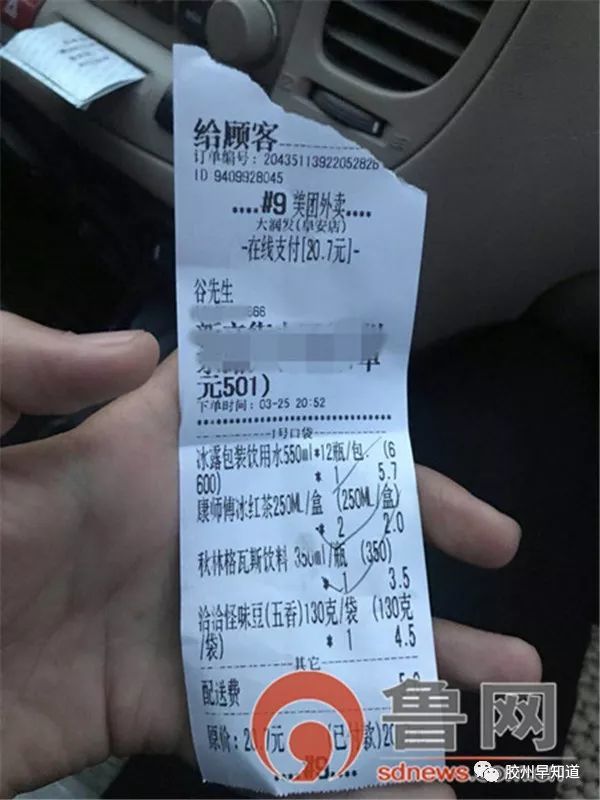 给顾客
订单编号: 20435113922052828
ID 9409928045
....#9 美团外卖....
大润发(阜安店)
-在线支付[20.7元]-
谷先生
666
单
元501)
下单时间: 03-25 20:52
1号口袋
冰露包装饮用水550ml*12瓶/包. (6
600)
* 1 5.7
康师傅冰红茶250ML/盒 (250ML/盒)
* 2 2.0
秋林格瓦斯饮料 350ml/瓶 (350)
* 1 3.5
洽洽怪味豆(五香)130克/袋 (130克
/袋)
* 1 4.5
其它
配送费
原价: 20.7元 (已付款)20
#9
鲁网
sdnews.com.cn
胶州早知道